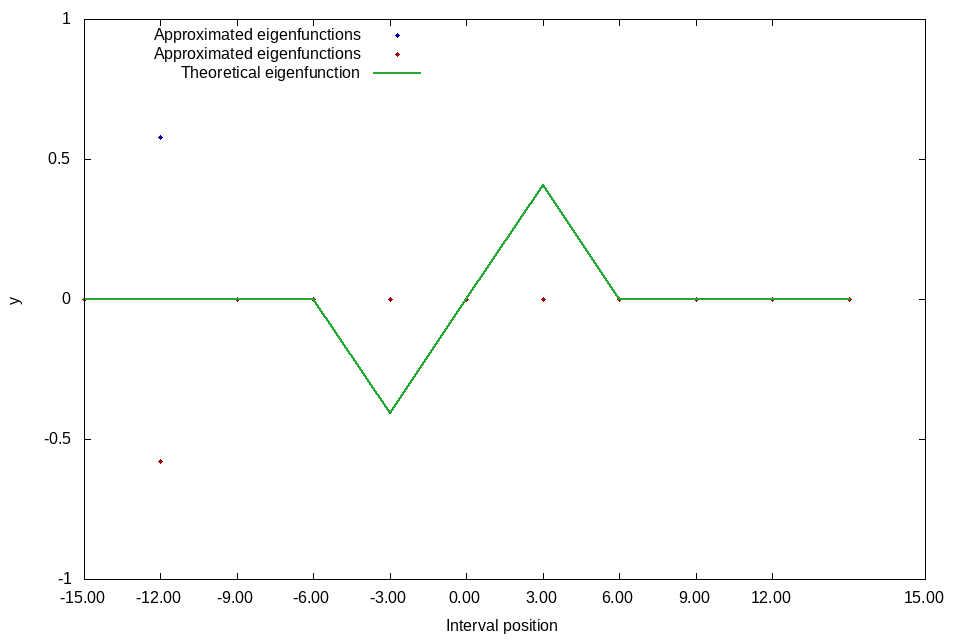 Approximated eigenfunctions
Approximated eigenfunctions
Theoretical eigenfunction
1
0.5
0
-0.5
-1
y
-15.00 -12.00 -9.00 -6.00 -3.00 0.00 3.00 6.00 9.00 12.00 15.00
Interval position